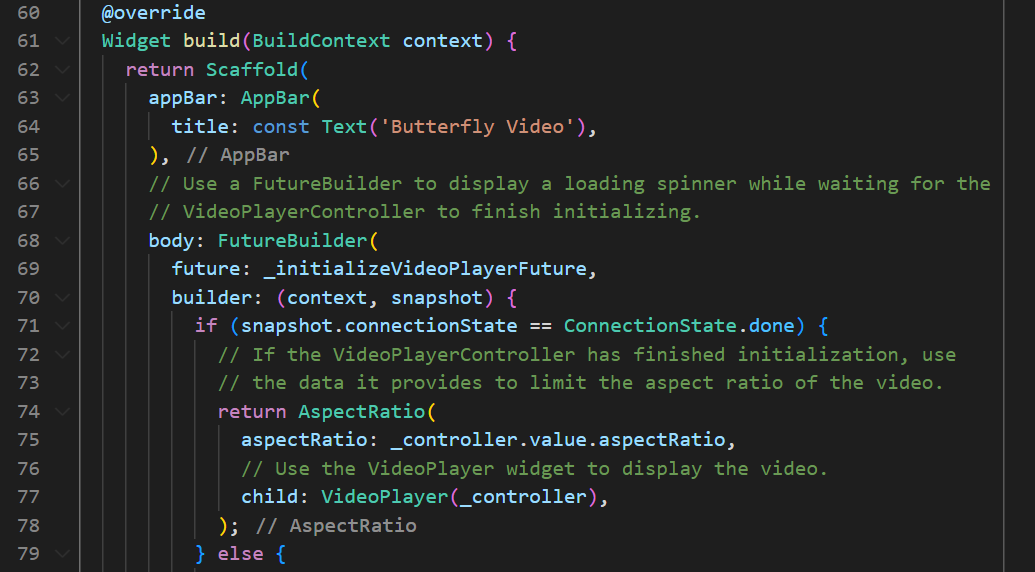 60 @override
61 Widget build(BuildContext context) {
62 return Scaffold(
63 appBar: AppBar(
64 title: const Text('Butterfly Video'),
65 ), // AppBar
66 // Use a FutureBuilder to display a loading spinner while waiting for the
67 // VideoPlayerController to finish initializing.
68 body: FutureBuilder(
69 future: _initializeVideoPlayerFuture,
70 builder: (context, snapshot) {
71 if (snapshot.connectionState == ConnectionState.done) {
72 // If the VideoPlayerController has finished initialization, use
73 // the data it provides to limit the aspect ratio of the video.
74 return AspectRatio(
75 aspectRatio: _controller.value.aspectRatio,
76 // Use the VideoPlayer widget to display the video.
77 child: VideoPlayer(_controller),
78 ); // AspectRatio
79 } else {